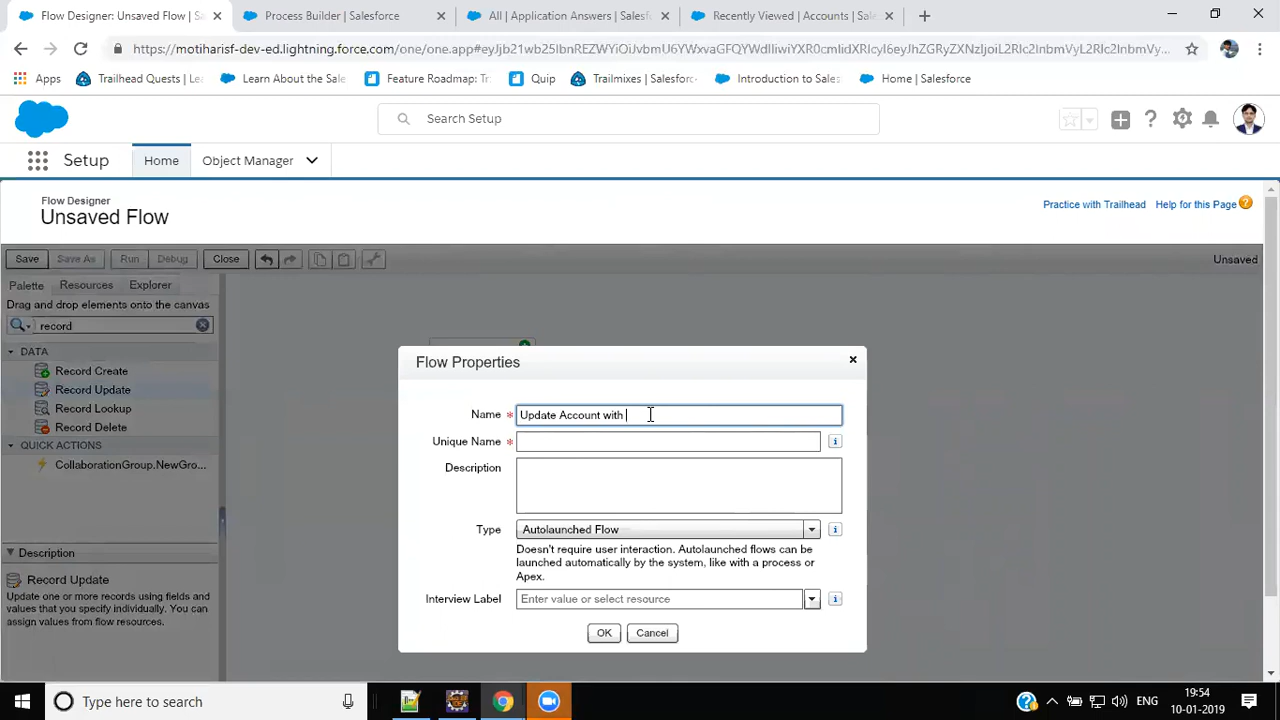 Flow Designer: Unsaved Flow | Sa
Process Builder | Salesforce
All | Application Answers | Salesf
Recently Viewed | Accounts | Sale
https://motiharisf-dev-ed.lightning.force.com/one/one.app#
Apps
Trailhead Quests | Le
Learn About the Sale
Feature Roadmap: Tr
Quip
Trailmixes | Salesforc
Introduction to Sales
Home | Salesforce
Search Salesforce
Search Setup
Setup
Home
Object Manager
Flow Designer
Unsaved Flow
Practice with Trailhead
Help for this Page
Save
Save As
Run
Debug
Close
Unsaved
Palette
Resources
Explorer
Drag and drop elements onto the canvas
record
DATA
Record Create
Record Update
Record Lookup
Record Delete
QUICK ACTIONS
CollaborationGroup.NewGro...
Description
Record Update
Update one or more records using fields and
values that you specify individually. You can
assign values from flow resources.
Flow Properties
Name * Update Account with
Unique Name *
Description
Type Autolaunched Flow
Doesn't require user interaction. Autolaunched flows can be
launched automatically by the system, like with a process or
Apex.
Interview Label Enter value or select resource
OK
Cancel
Type here to search
ENG
19:54
10-01-2019